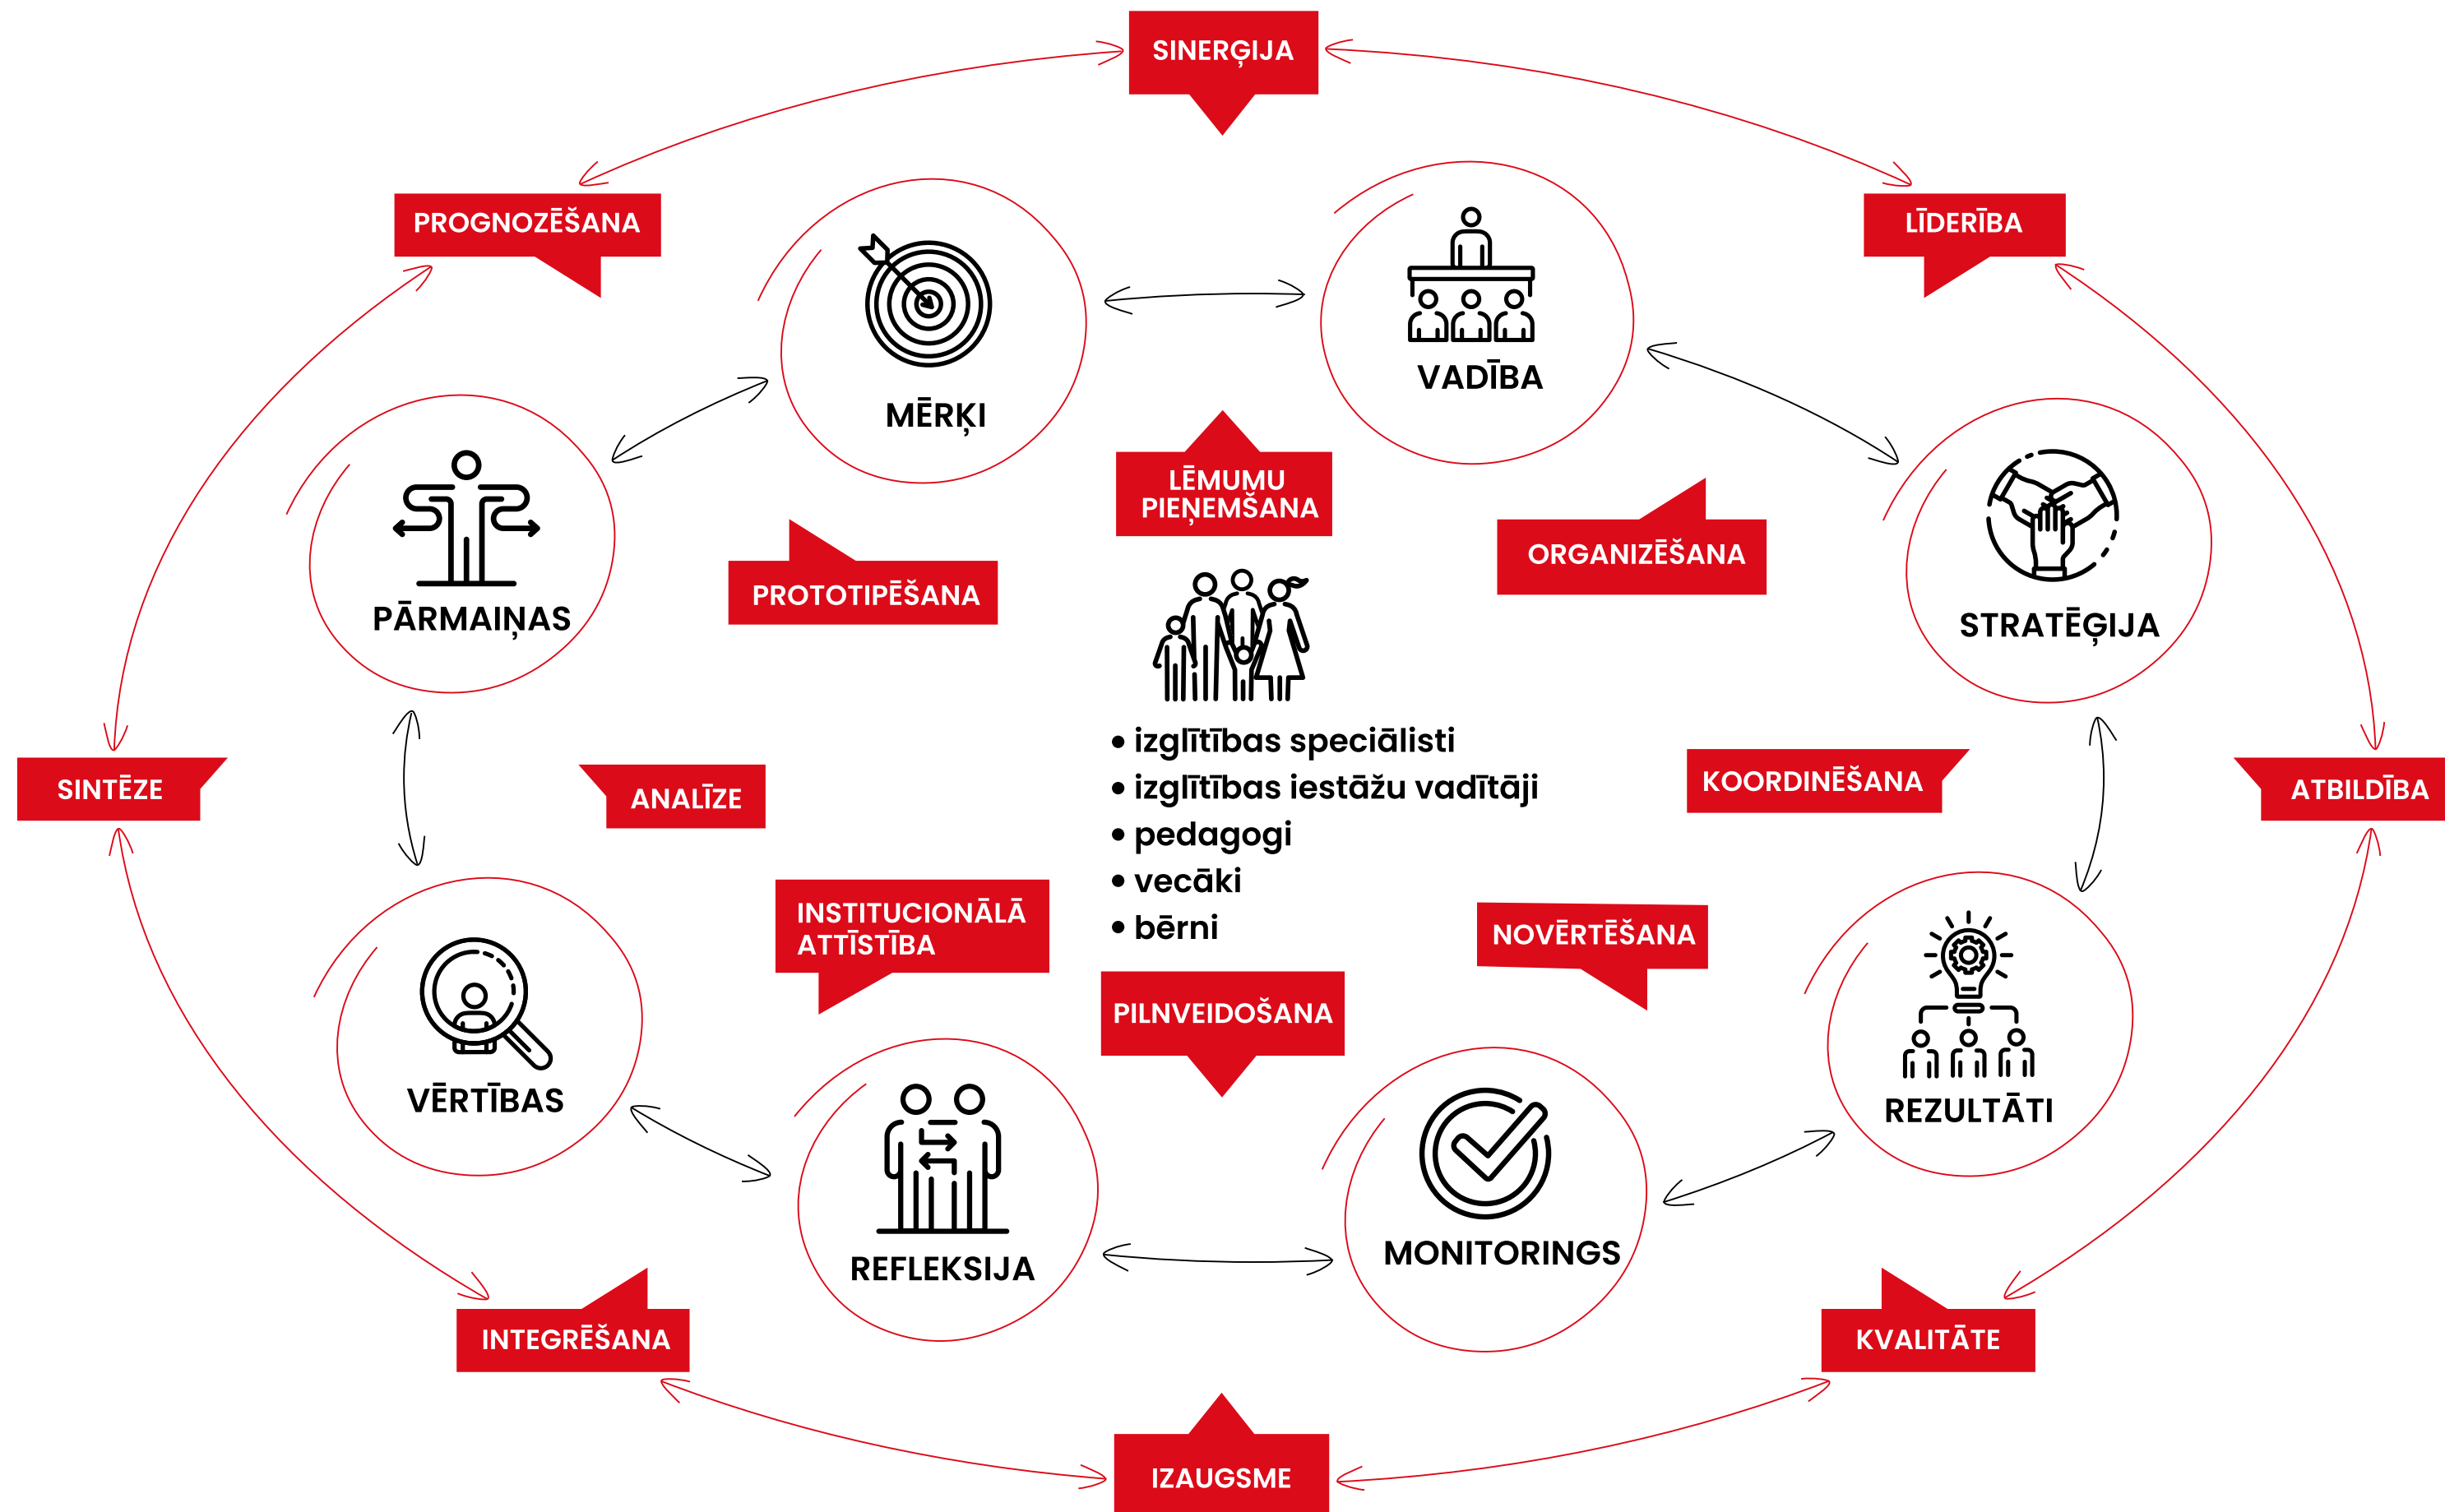 SINERĢIJA
PROGNOZĒŠANA
LĪDERĪBA
MĒRĶI
VADĪBA
PĀRMAIŅAS
STRATĒĢIJA
LĒMUMU
PIEŅEMŠANA
ORGANIZĒŠANA
PROTOTIPĒŠANA
SINTĒZE
ANALĪZE
• izglītības speciālisti
• izglītības iestāžu vadītāji
• pedagogi
• vecāki
• bērni
KOORDINĒŠANA
ATBILDĪBA
INSTITUCIONĀLĀ
ATTĪSTĪBA
NOVĒRTĒŠANA
PILNVEIDOŠANA
VĒRTĪBAS
REZULTĀTI
REFLEKSIJA
MONITORINGS
INTEGRĒŠANA
KVALITĀTE
IZAUGSME